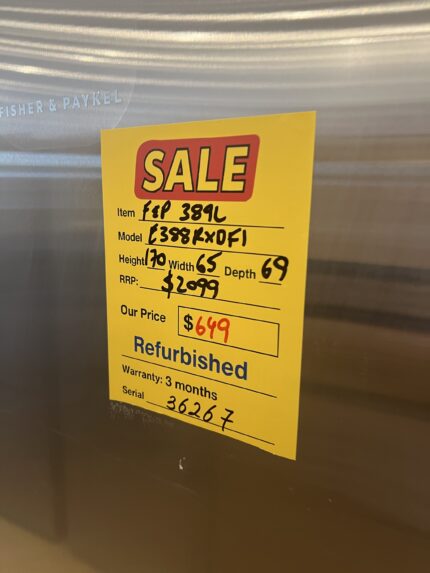 FISHER & PAYKEL
SALE
Item F&P 389L
Model E388RXDF1
Height 170 Width 65 Depth 69
RRP: $2099
Our Price $649
Refurbished
Warranty: 3 months
Serial 36267